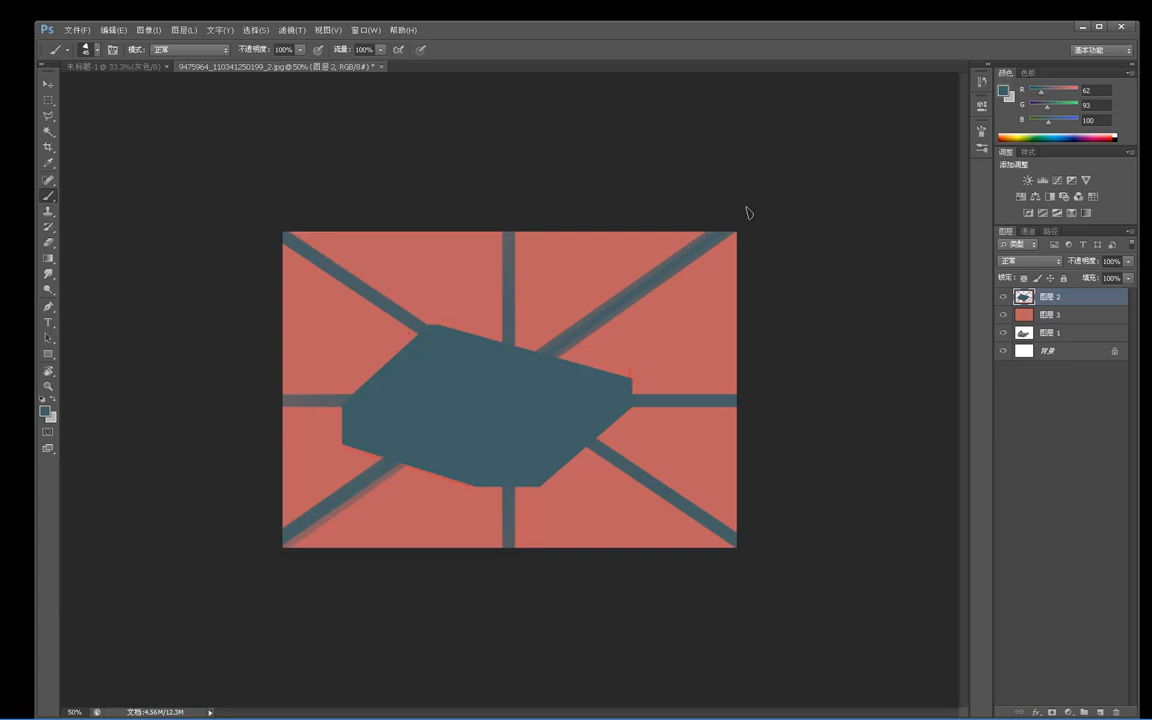 Ps 文件(F) 编辑(E) 图像(I) 图层(L) 文字(Y) 选择(S) 滤镜(T) 视图(V) 窗口(W) 帮助(H)
45 模式: 正常 不透明度: 100% 流量: 100% 基本功能
未标题-1 @ 33.3%(灰色/8) × 9475964_110341250199_2.jpg @ 50% (图层 2, RGB/8#) * ×
颜色 色板
R 62
G 93
B 100
调整 样式
添加调整
图层 通道 路径
类型
正常 不透明度: 100%
锁定: 填充: 100%
图层 2
图层 3
图层 1
背景
T
50% 文档:4.56M/12.3M
fx